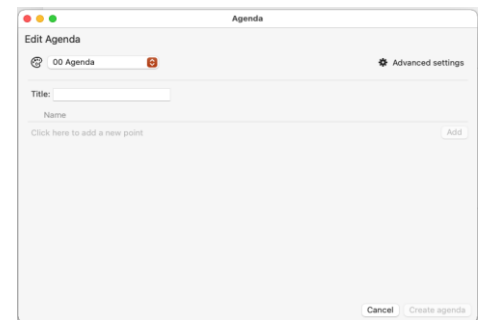 Agenda
Edit Agenda
00 Agenda
Advanced settings
Title:
Name
Click here to add a new point
Add
Cancel
Create agenda